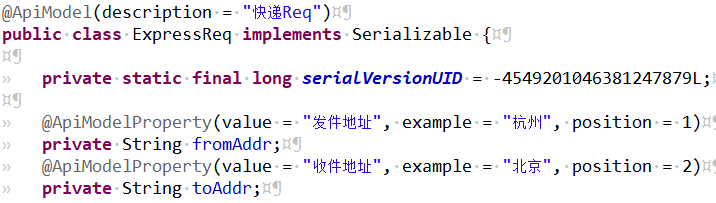 @ApiModel(description = "快递Req")¤¶
public class ExpressReq implements Serializable {¤¶
¤¶
» private static final long serialVersionUID = -4549201046381247879L;¤
¤¶
» @ApiModelProperty(value = "发件地址", example = "杭州", position = 1)¤
» private String fromAddr;¤¶
» @ApiModelProperty(value = "收件地址", example = "北京", position = 2)¤
» private String toAddr;¤¶